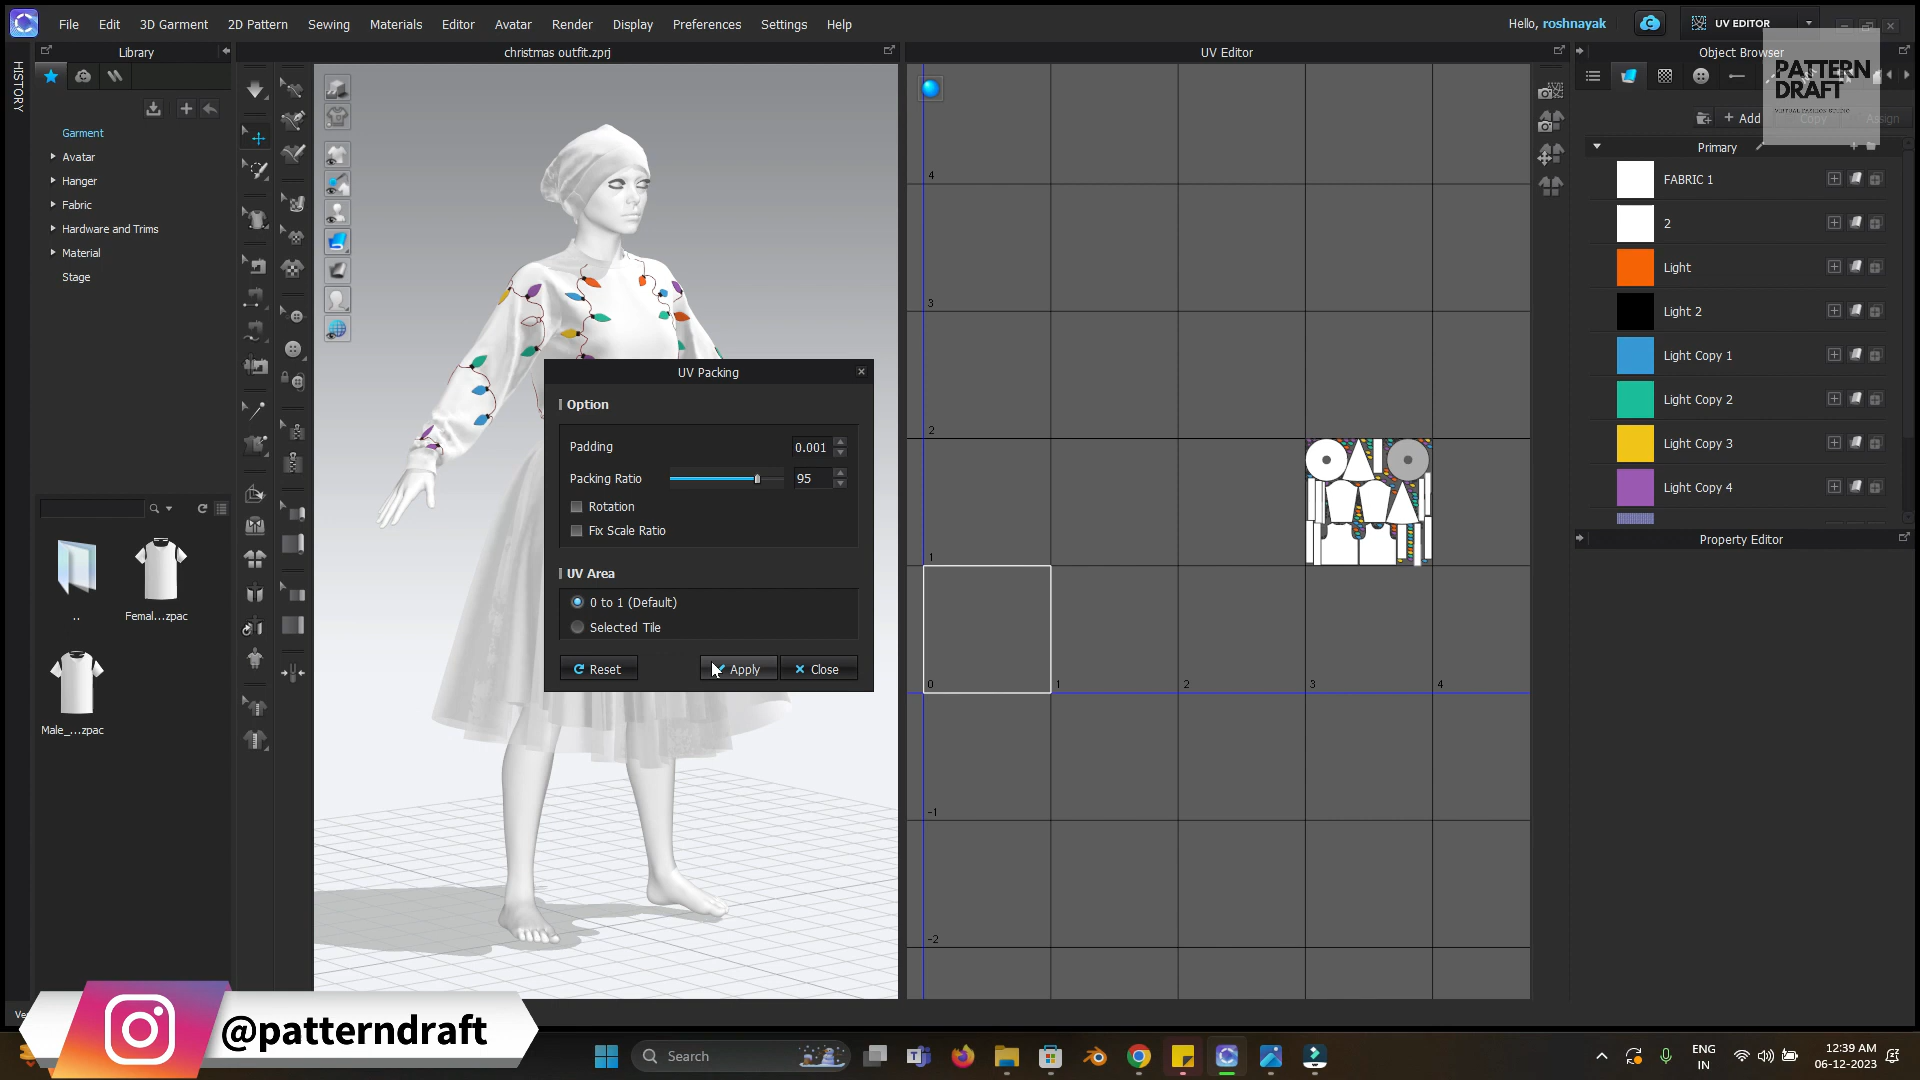 File Edit 3D Garment 2D Pattern Sewing Materials Editor Avatar Render Display Preferences Settings Help
Hello, roshnayak
UV EDITOR
HISTORY
Library
christmas outfit.zprj
UV Editor
Object Browser
PATTERN
DRAFT
+ Add
Copy
Assign
Primary
FABRIC 1
2
Light
Light 2
Light Copy 1
Light Copy 2
Light Copy 3
Light Copy 4
Property Editor
Garment
Avatar
Hanger
Fabric
Hardware and Trims
Material
Stage
..
Femal...zpac
Male_...zpac
UV Packing
Option
Padding 0.001
Packing Ratio 95
Rotation
Fix Scale Ratio
UV Area
0 to 1 (Default)
Selected Tile
Reset Apply Close
4
3
2
1
0 1 2 3 4
-1
-2
@patterndraft
Search
ENG
IN
12:39 AM
06-12-2023